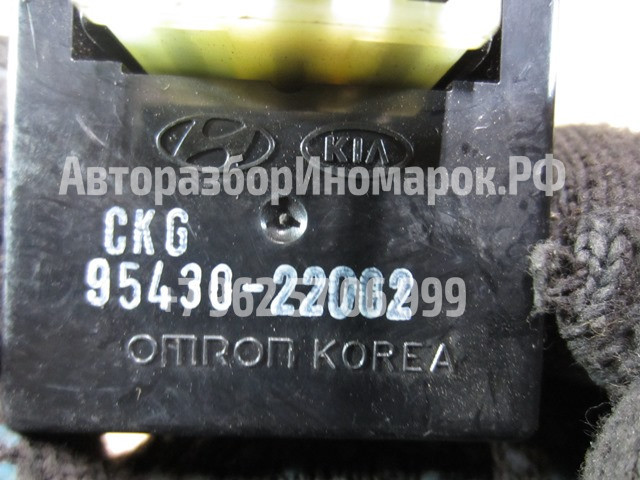 KIA
АвторазборИномарок.РФ
CKG
95430-22002
OMRON KOREA